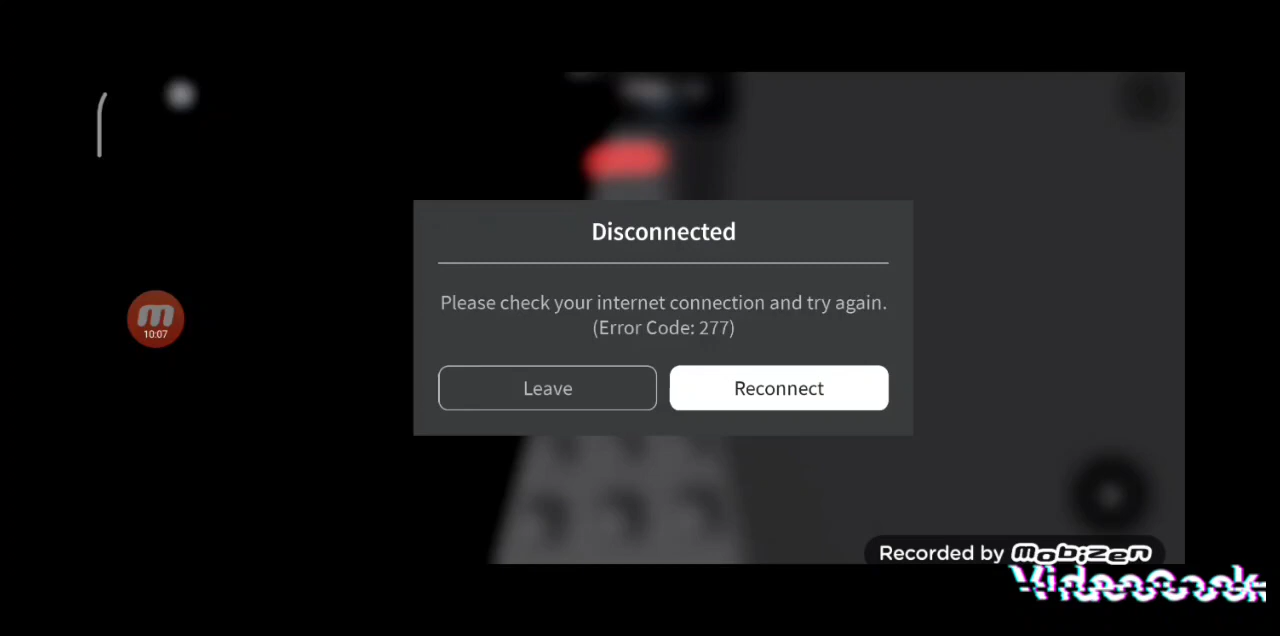 Disconnected
Please check your internet connection and try again.
(Error Code: 277)
Leave
Reconnect
m
10:07
Recorded by mobizen
VideoCook